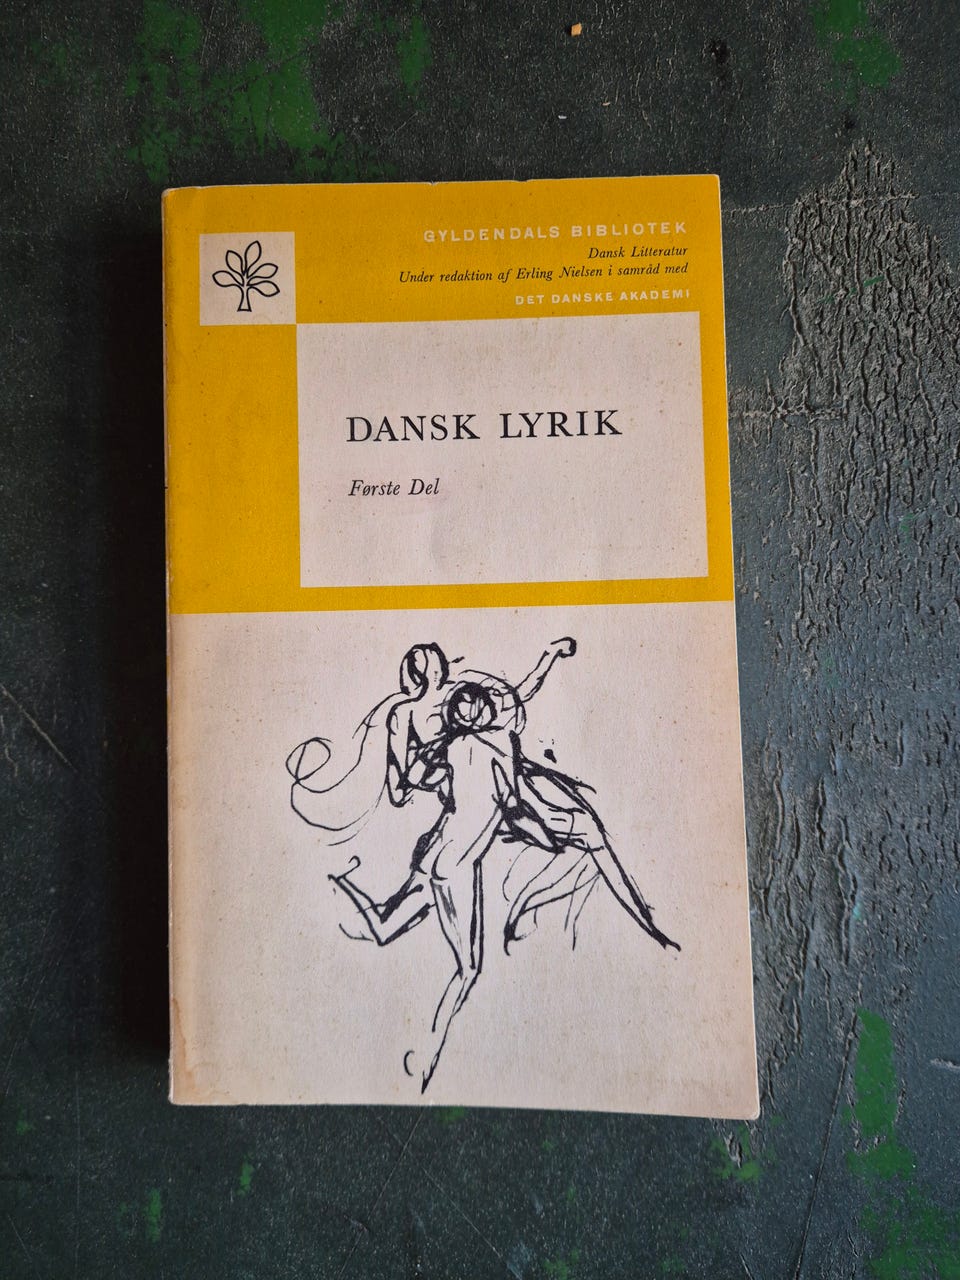 GYLDENDALS BIBLIOTEK
Dansk Litteratur
Under redaktion af Erling Nielsen i samråd med
DET DANSKE AKADEMI
DANSK LYRIK
Første Del